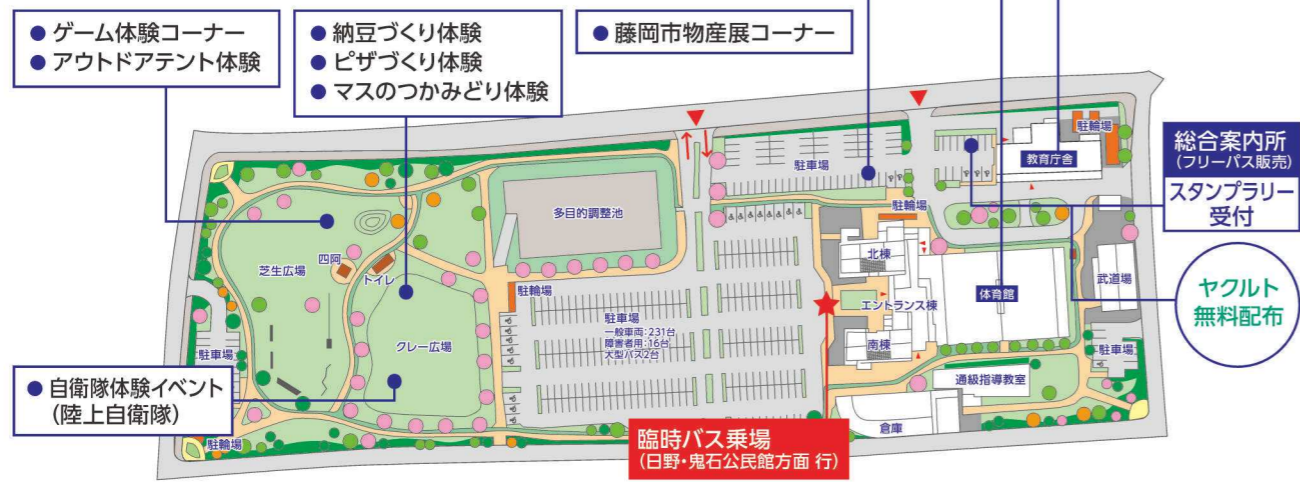 ● ゲーム体験コーナー
● アウトドアテント体験
● 納豆づくり体験
● ピザづくり体験
● マスのつかみどり体験
● 藤岡市物産展コーナー
駐輪場
教育庁舎
総合案内所
(フリーパス販売)
スタンプラリー
受付
駐車場
多目的調整池
駐輪場
北棟
四阿
トイレ
芝生広場
武道場
ヤクルト
無料配布
駐輪場
エントランス棟
体育館
駐車場
一般車両:231台
障害者用:16台
大型バス2台
クレー広場
南棟
駐車場
駐車場
● 自衛隊体験イベント
(陸上自衛隊)
通級指導教室
倉庫
駐輪場
臨時バス乗場
(日野・鬼石公民館方面 行)